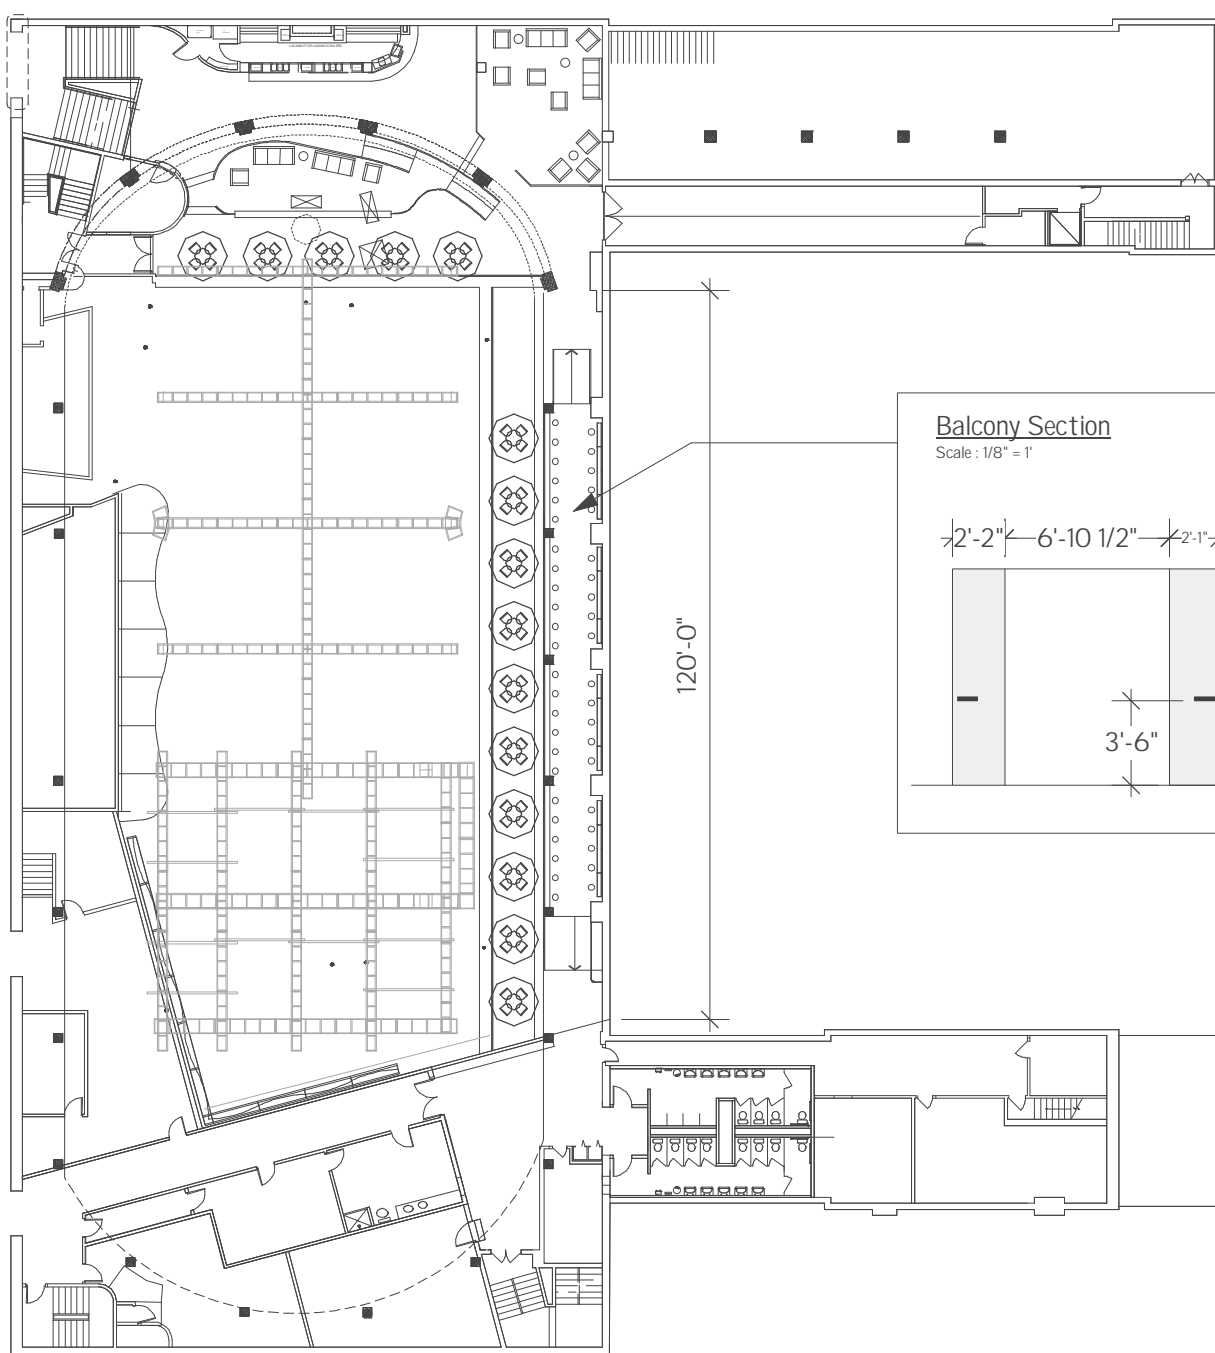 Balcony Section
Scale : 1/8" = 1'
2'-2" 6'-10 1/2" 2'-1"
120'-0"
3'-6"